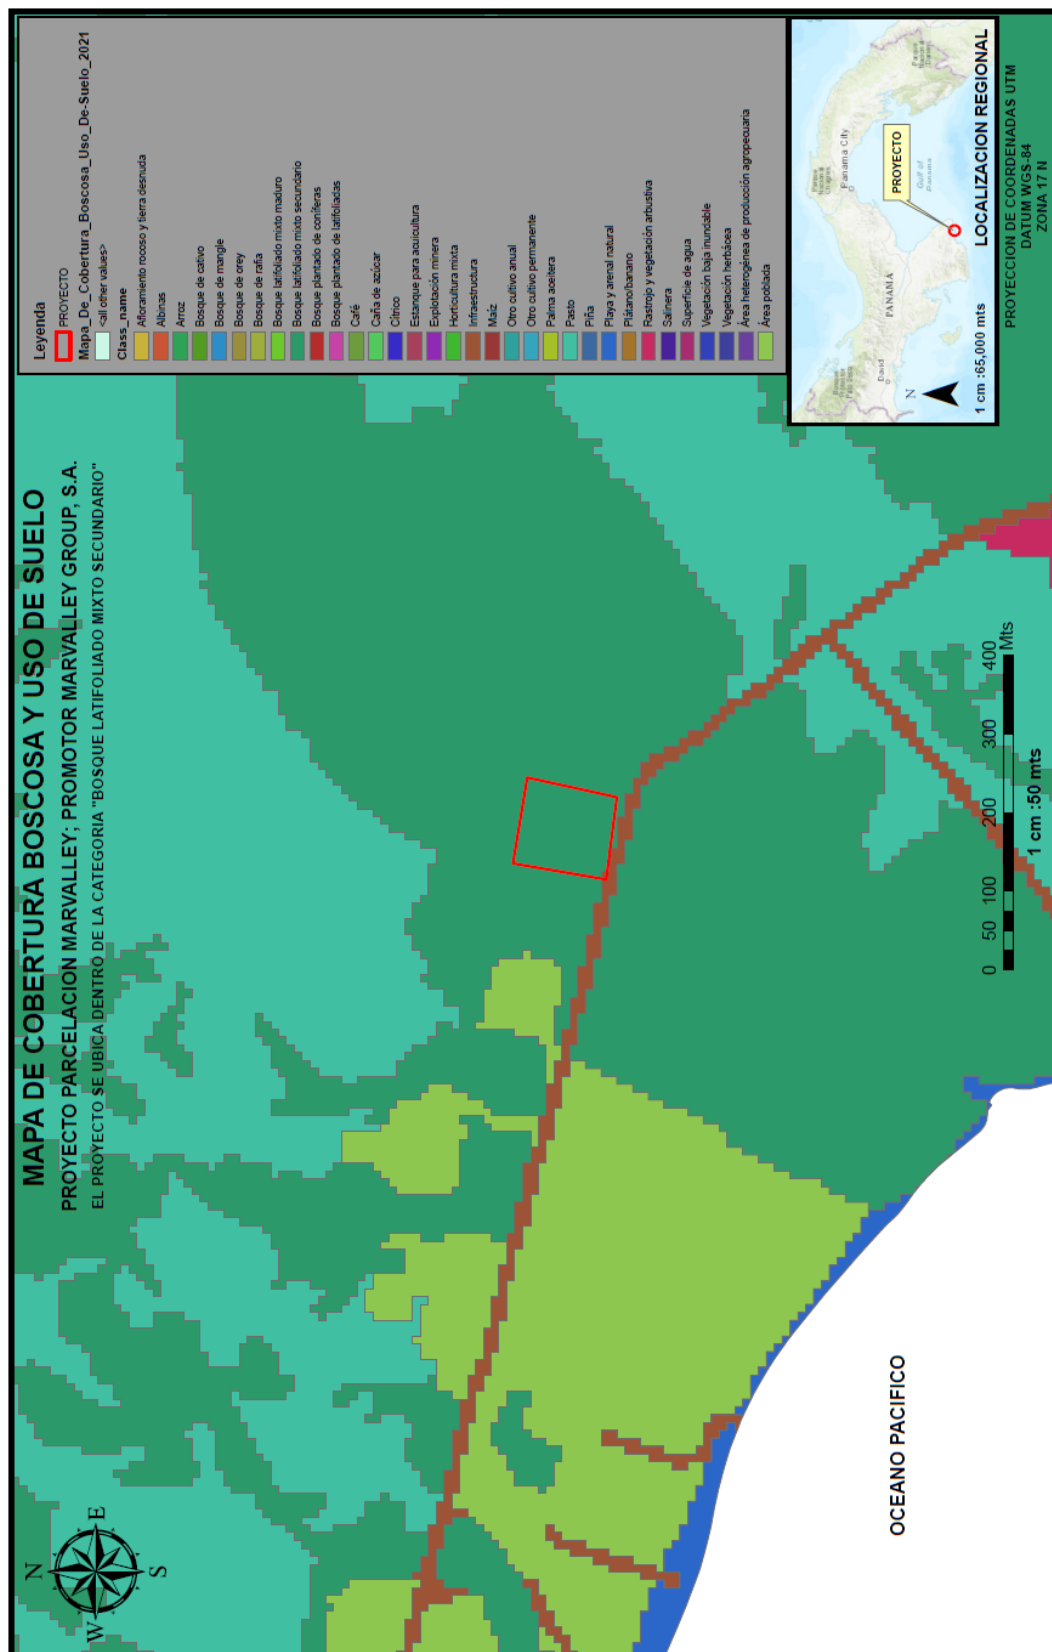 MAPA DE COBERTURA BOSCOSA Y USO DE SUELO
PROYECTO PARCELACION MARVALLEY; PROMOTOR MARVALLEY GROUP, S.A.
EL PROYECTO SE UBICA DENTRO DE LA CATEGORIA "BOSQUE LATIFOLIADO MIXTO SECUNDARIO"
N
W
E
S
Leyenda
PROYECTO
Mapa_De_Cobertura_Boscosa_Uso_De-Suelo_2021
<all other values>
Class_name
Afloramiento rocoso y tierra desnuda
Albinas
Arroz
Bosque de cativo
Bosque de mangle
Bosque de orey
Bosque de rafia
Bosque latifoliado mixto maduro
Bosque latifoliado mixto secundario
Bosque plantado de coníferas
Bosque plantado de latifoliadas
Café
Caña de azúcar
Cítrico
Estanque para acuicultura
Explotación minera
Horticultura mixta
Infraestructura
Maíz
Otro cultivo anual
Otro cultivo permanente
Palma aceitera
Pasto
Piña
Playa y arenal natural
Plátano/banano
Rastrojo y vegetación arbustiva
Salinera
Superficie de agua
Vegetación baja inundable
Vegetación herbácea
Área heterogénea de producción agropecuaria
Área poblada
Parque
Nacional
Chagres
Panama City
PROYECTO
Gulf of
Panama
PANAMA
David
N
1 cm :65,000 mts
LOCALIZACION REGIONAL
PROYECCION DE COORDENADAS UTM
DATUM WGS-84
ZONA 17 N
0 50 100 200 300 400
Mts
1 cm :50 mts
OCEANO PACIFICO